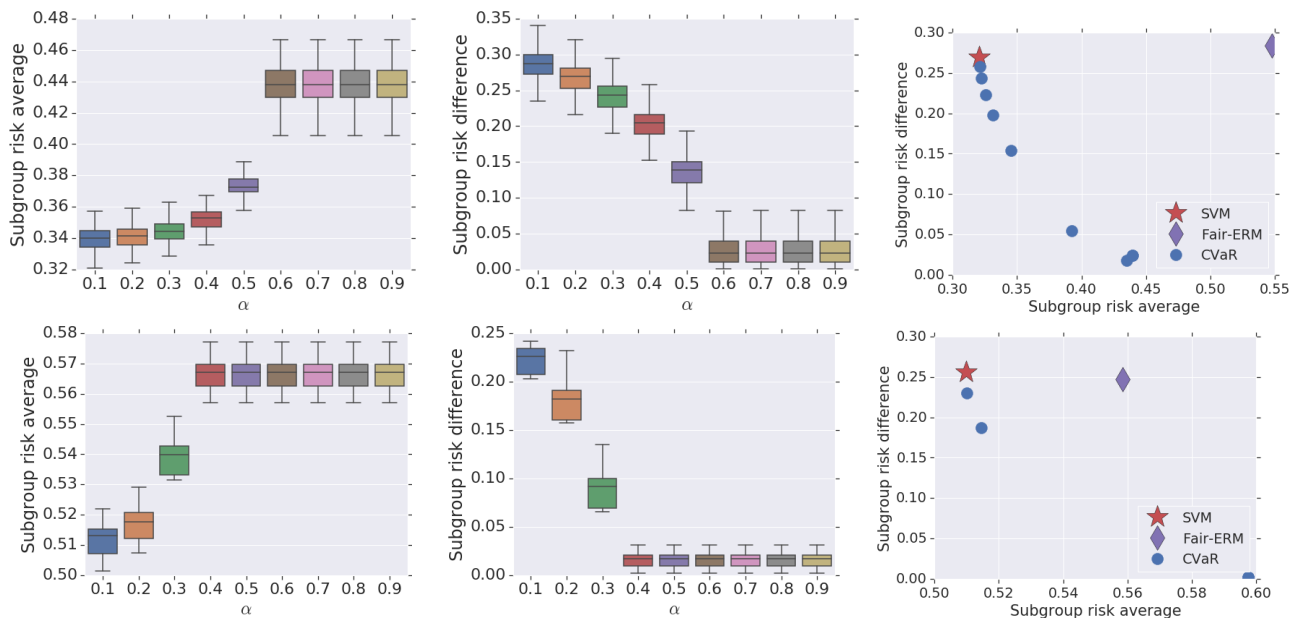 Subgroup risk average
0.48
0.46
0.44
0.42
0.40
0.38
0.36
0.34
0.32
0.1 0.2 0.3 0.4 0.5 0.6 0.7 0.8 0.9
α
Subgroup risk difference
0.35
0.30
0.25
0.20
0.15
0.10
0.05
0.00
0.1 0.2 0.3 0.4 0.5 0.6 0.7 0.8 0.9
α
Subgroup risk difference
0.30
0.25
0.20
0.15
0.10
0.05
0.00
SVM
Fair-ERM
CVaR
0.30 0.35 0.40 0.45 0.50 0.55
Subgroup risk average
Subgroup risk average
0.58
0.57
0.56
0.55
0.54
0.53
0.52
0.51
0.50
0.1 0.2 0.3 0.4 0.5 0.6 0.7 0.8 0.9
α
Subgroup risk difference
0.25
0.20
0.15
0.10
0.05
0.00
0.1 0.2 0.3 0.4 0.5 0.6 0.7 0.8 0.9
α
Subgroup risk difference
0.30
0.25
0.20
0.15
0.10
0.05
0.00
SVM
Fair-ERM
CVaR
0.50 0.52 0.54 0.56 0.58 0.60
Subgroup risk average